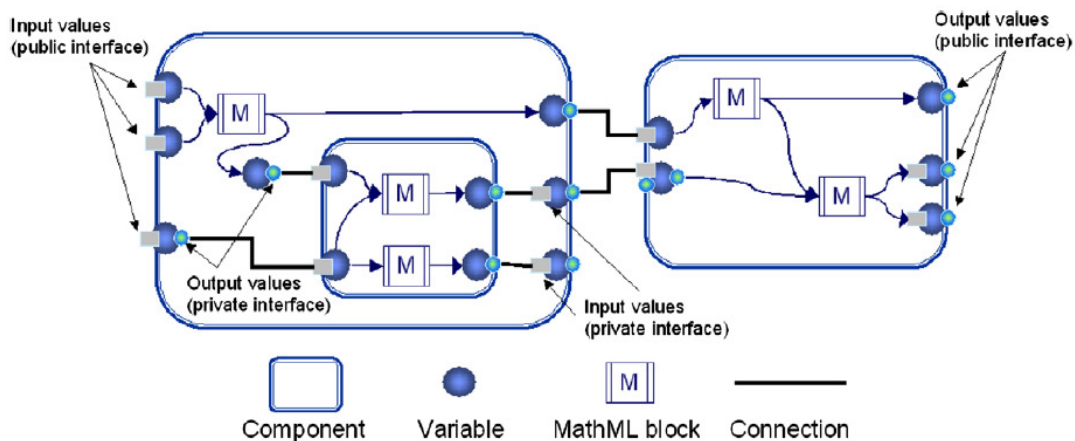 Input values
(public interface)
Output values
(public interface)
M
M
M
M
M
Output values
(private interface)
Input values
(private interface)
M
Component
Variable
MathML block
Connection